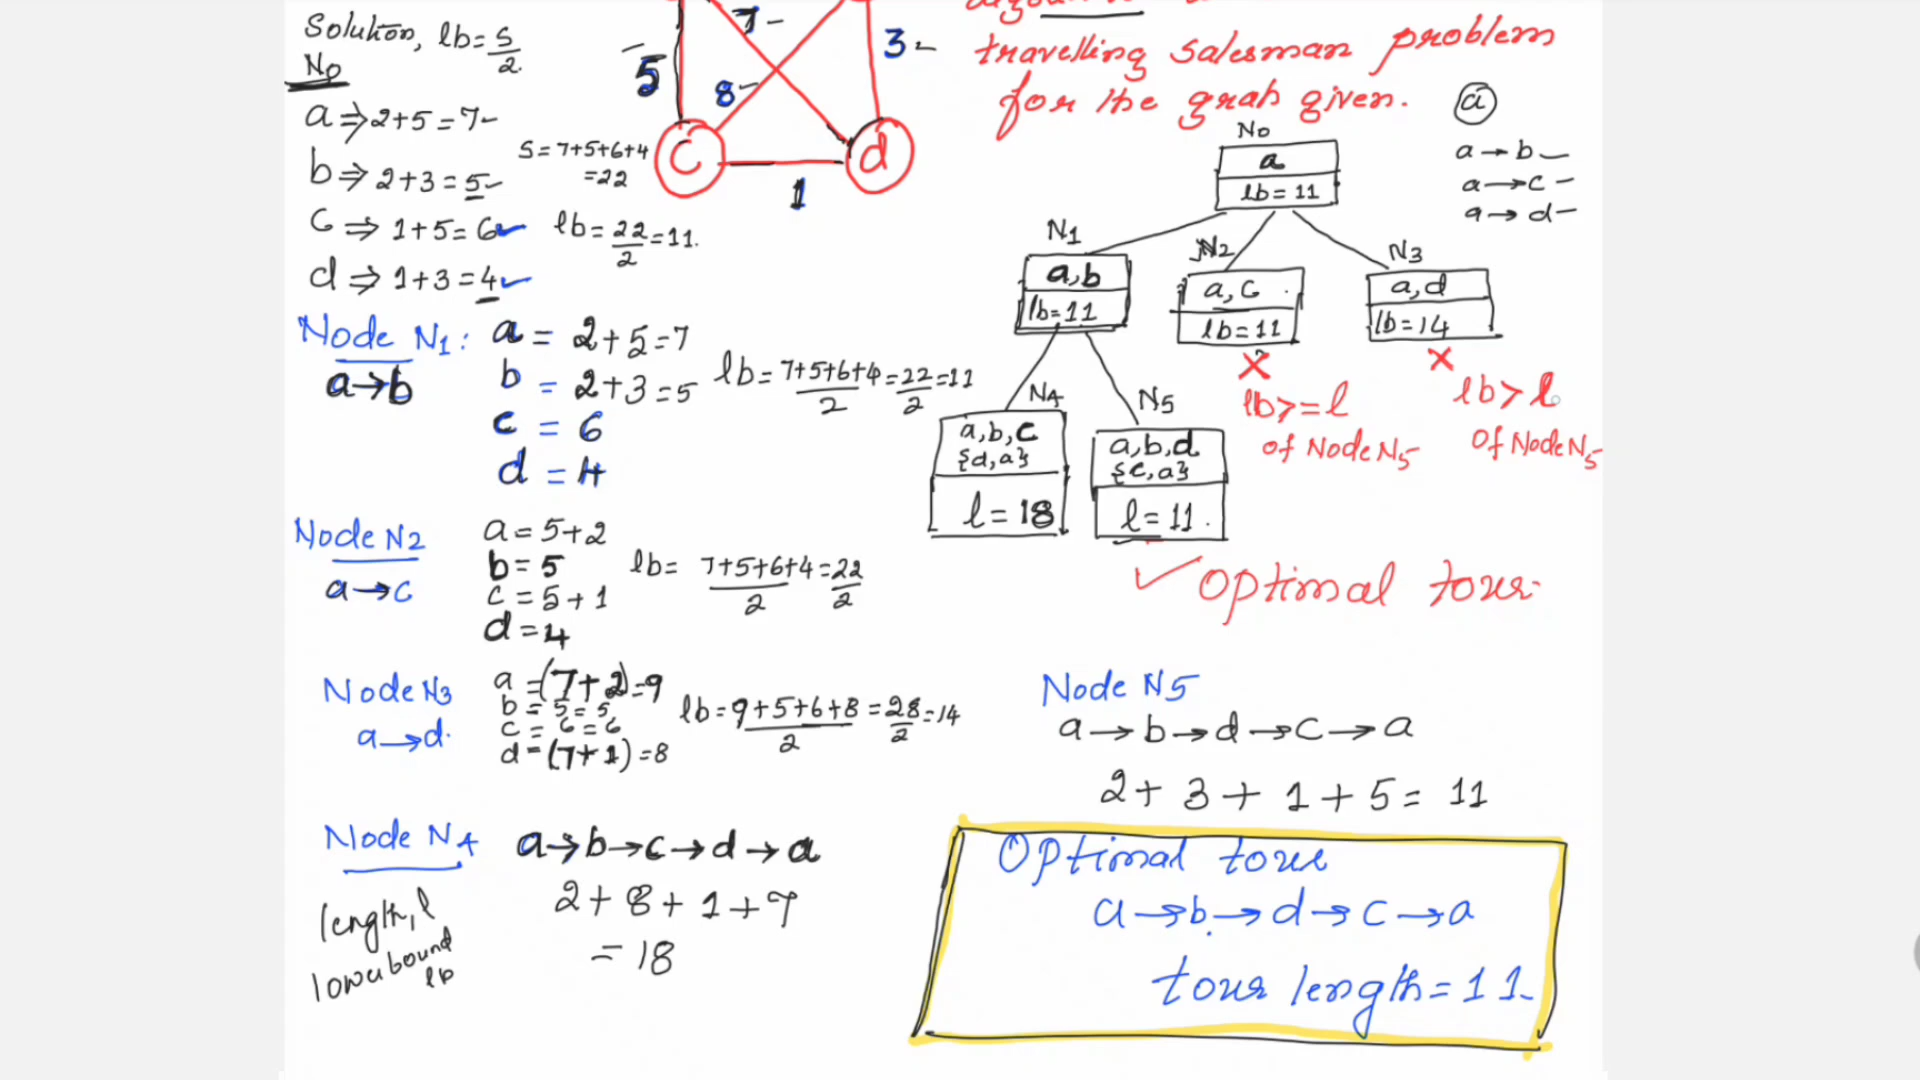 Solution, lb=S/2
N0
a⇒2+5=7
b⇒2+3=5
c⇒1+5=6
d⇒1+3=4
S=7+5+6+4
=22
lb=22/2=11.
7
5
8
3
c
d
1
travelling salesman problem
for the grah given.
a
a→b
a→c
a→d
N0
a
lb=11
N1
a,b
lb=11
N2
a,c
lb=11
X
lb>=l
of Node N5
N3
a,d
lb=14
X
lb>l
of Node N5
N4
a,b,c
{d,a}
l=18
N5
a,b,d
{c,a}
l=11.
✓ optimal tour
Node N1:
a→b
a=2+5=7
b=2+3=5
c=6
d=4
lb=7+5+6+4/2=22/2=11
Node N2
a→c
a=5+2
b=5
c=5+1
d=4
lb=7+5+6+4/2=22/2
Node N3
a→d.
a=(7+2)=9
b=5=5
c=6=6
d=(7+1)=8
lb=9+5+6+8/2=28/2=14
Node N4
a→b→c→d→a
2+8+1+7
=18
length, l
lowerbound
lb
Node N5
a→b→d→c→a
2+3+1+5=11
Optimal tour
a→b→d→c→a
tour length=11